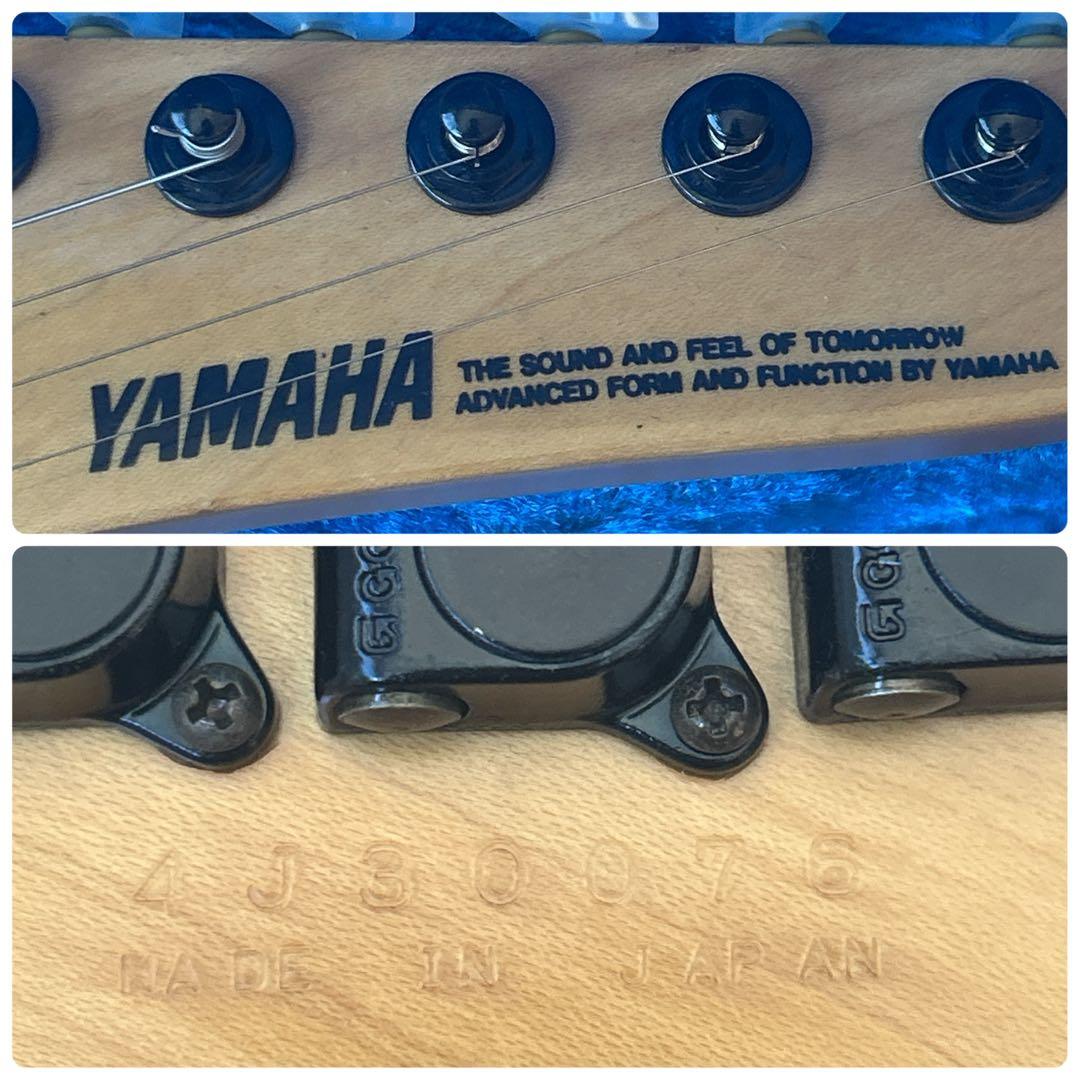 YAMAHA
THE SOUND AND FEEL OF TOMORROW
ADVANCED FORM AND FUNCTION BY YAMAHA
4J30076
MADE IN JAPAN